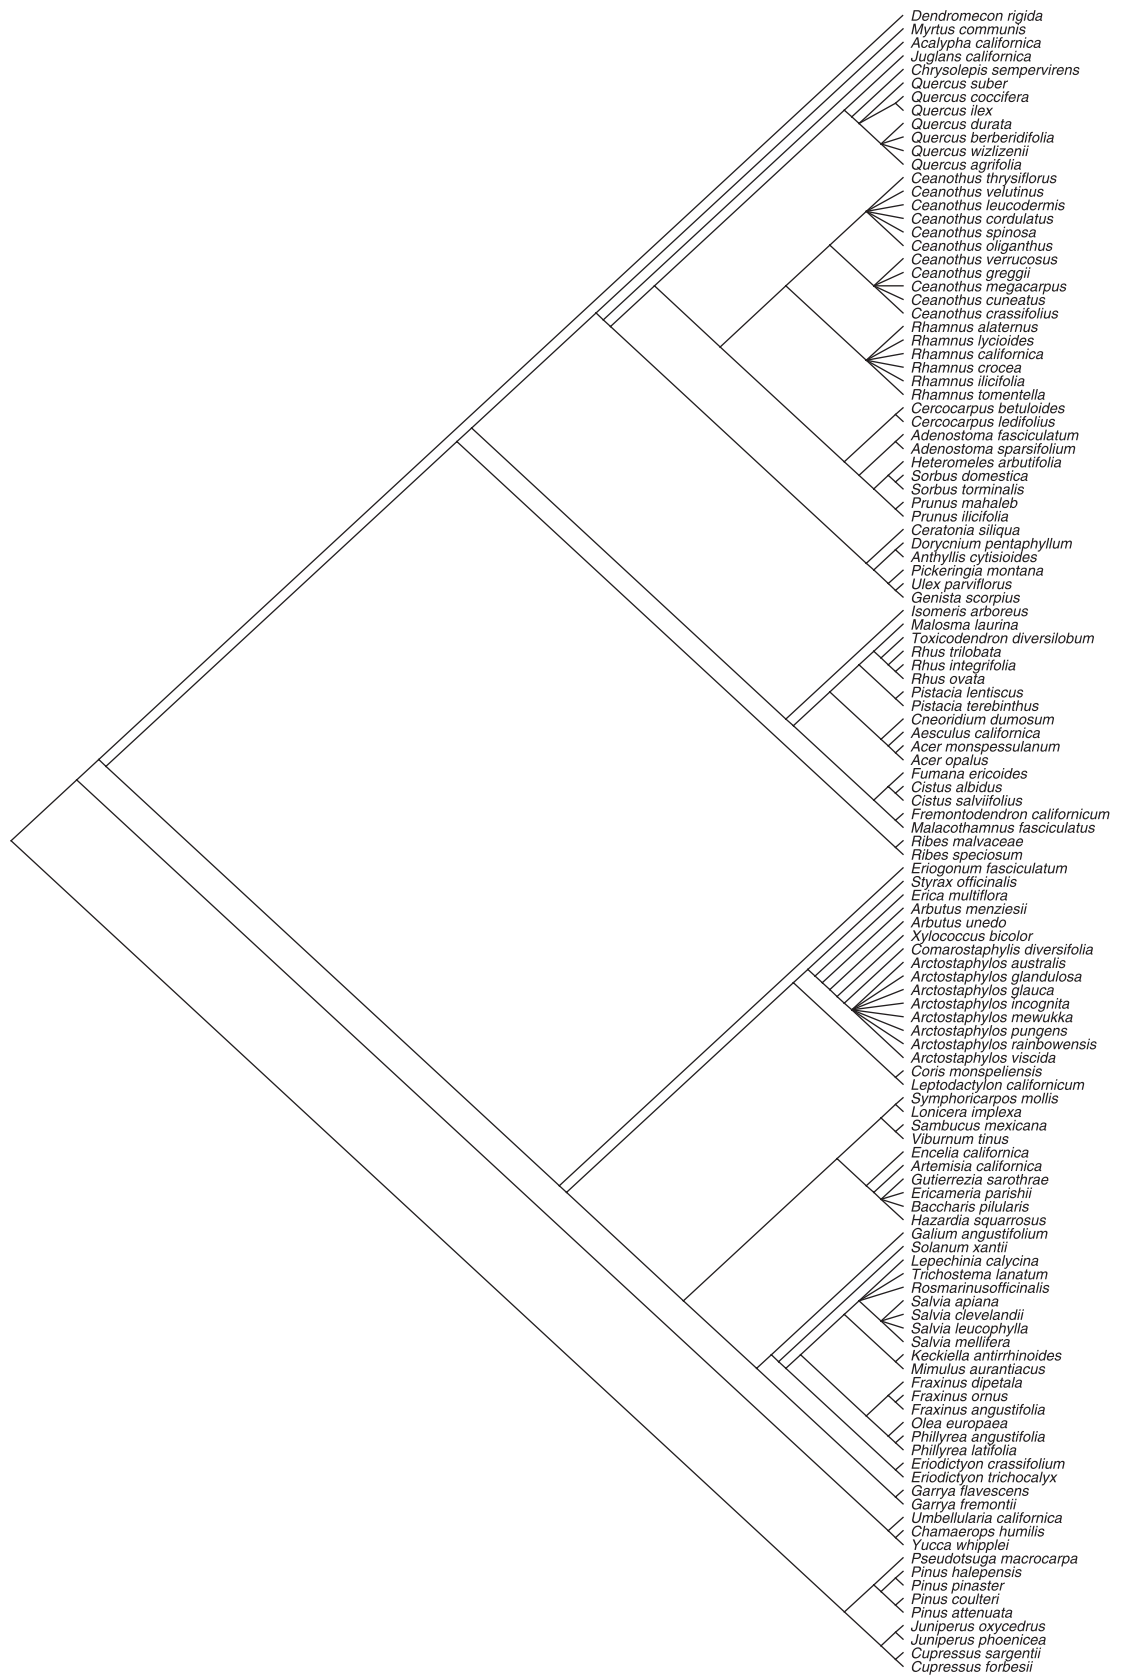 Dendromecon rigida
Myrtus communis
Acalypha californica
Juglans californica
Chrysolepis sempervirens
Quercus suber
Quercus coccifera
Quercus ilex
Quercus durata
Quercus berberidifolia
Quercus wizlizenii
Quercus agrifolia
Ceanothus thrysiflorus
Ceanothus velutinus
Ceanothus leucodermis
Ceanothus cordulatus
Ceanothus spinosa
Ceanothus oliganthus
Ceanothus verrucosus
Ceanothus greggii
Ceanothus megacarpus
Ceanothus cuneatus
Ceanothus crassifolius
Rhamnus alaternus
Rhamnus lycioides
Rhamnus californica
Rhamnus crocea
Rhamnus ilicifolia
Rhamnus tomentella
Cercocarpus betuloides
Cercocarpus ledifolius
Adenostoma fasciculatum
Adenostoma sparsifolium
Heteromeles arbutifolia
Sorbus domestica
Sorbus torminalis
Prunus mahaleb
Prunus ilicifolia
Ceratonia siliqua
Dorycnium pentaphyllum
Anthyllis cytisioides
Pickeringia montana
Ulex parviflorus
Genista scorpius
Isomeris arboreus
Malosma laurina
Toxicodendron diversilobum
Rhus trilobata
Rhus integrifolia
Rhus ovata
Pistacia lentiscus
Pistacia terebinthus
Cneoridium dumosum
Aesculus californica
Acer monspessulanum
Acer opalus
Fumana ericoides
Cistus albidus
Cistus salviifolius
Fremontodendron californicum
Malacothamnus fasciculatus
Ribes malvaceae
Ribes speciosum
Eriogonum fasciculatum
Styrax officinalis
Erica multiflora
Arbutus menziesii
Arbutus unedo
Xylococcus bicolor
Comarostaphylis diversifolia
Arctostaphylos australis
Arctostaphylos glandulosa
Arctostaphylos glauca
Arctostaphylos incognita
Arctostaphylos mewukka
Arctostaphylos pungens
Arctostaphylos rainbowensis
Arctostaphylos viscida
Coris monspeliensis
Leptodactylon californicum
Symphoricarpos mollis
Lonicera implexa
Sambucus mexicana
Viburnum tinus
Encelia californica
Artemisia californica
Gutierrezia sarothrae
Ericameria parishii
Baccharis pilularis
Hazardia squarrosus
Galium angustifolium
Solanum xantii
Lepechinia calycina
Trichostema lanatum
Rosmarinusofficinalis
Salvia apiana
Salvia clevelandii
Salvia leucophylla
Salvia mellifera
Keckiella antirrhinoides
Mimulus aurantiacus
Fraxinus dipetala
Fraxinus ornus
Fraxinus angustifolia
Olea europaea
Phillyrea angustifolia
Phillyrea latifolia
Eriodictyon crassifolium
Eriodictyon trichocalyx
Garrya flavescens
Garrya fremontii
Umbellularia californica
Chamaerops humilis
Yucca whipplei
Pseudotsuga macrocarpa
Pinus halepensis
Pinus pinaster
Pinus coulteri
Pinus attenuata
Juniperus oxycedrus
Juniperus phoenicea
Cupressus sargentii
Cupressus forbesii